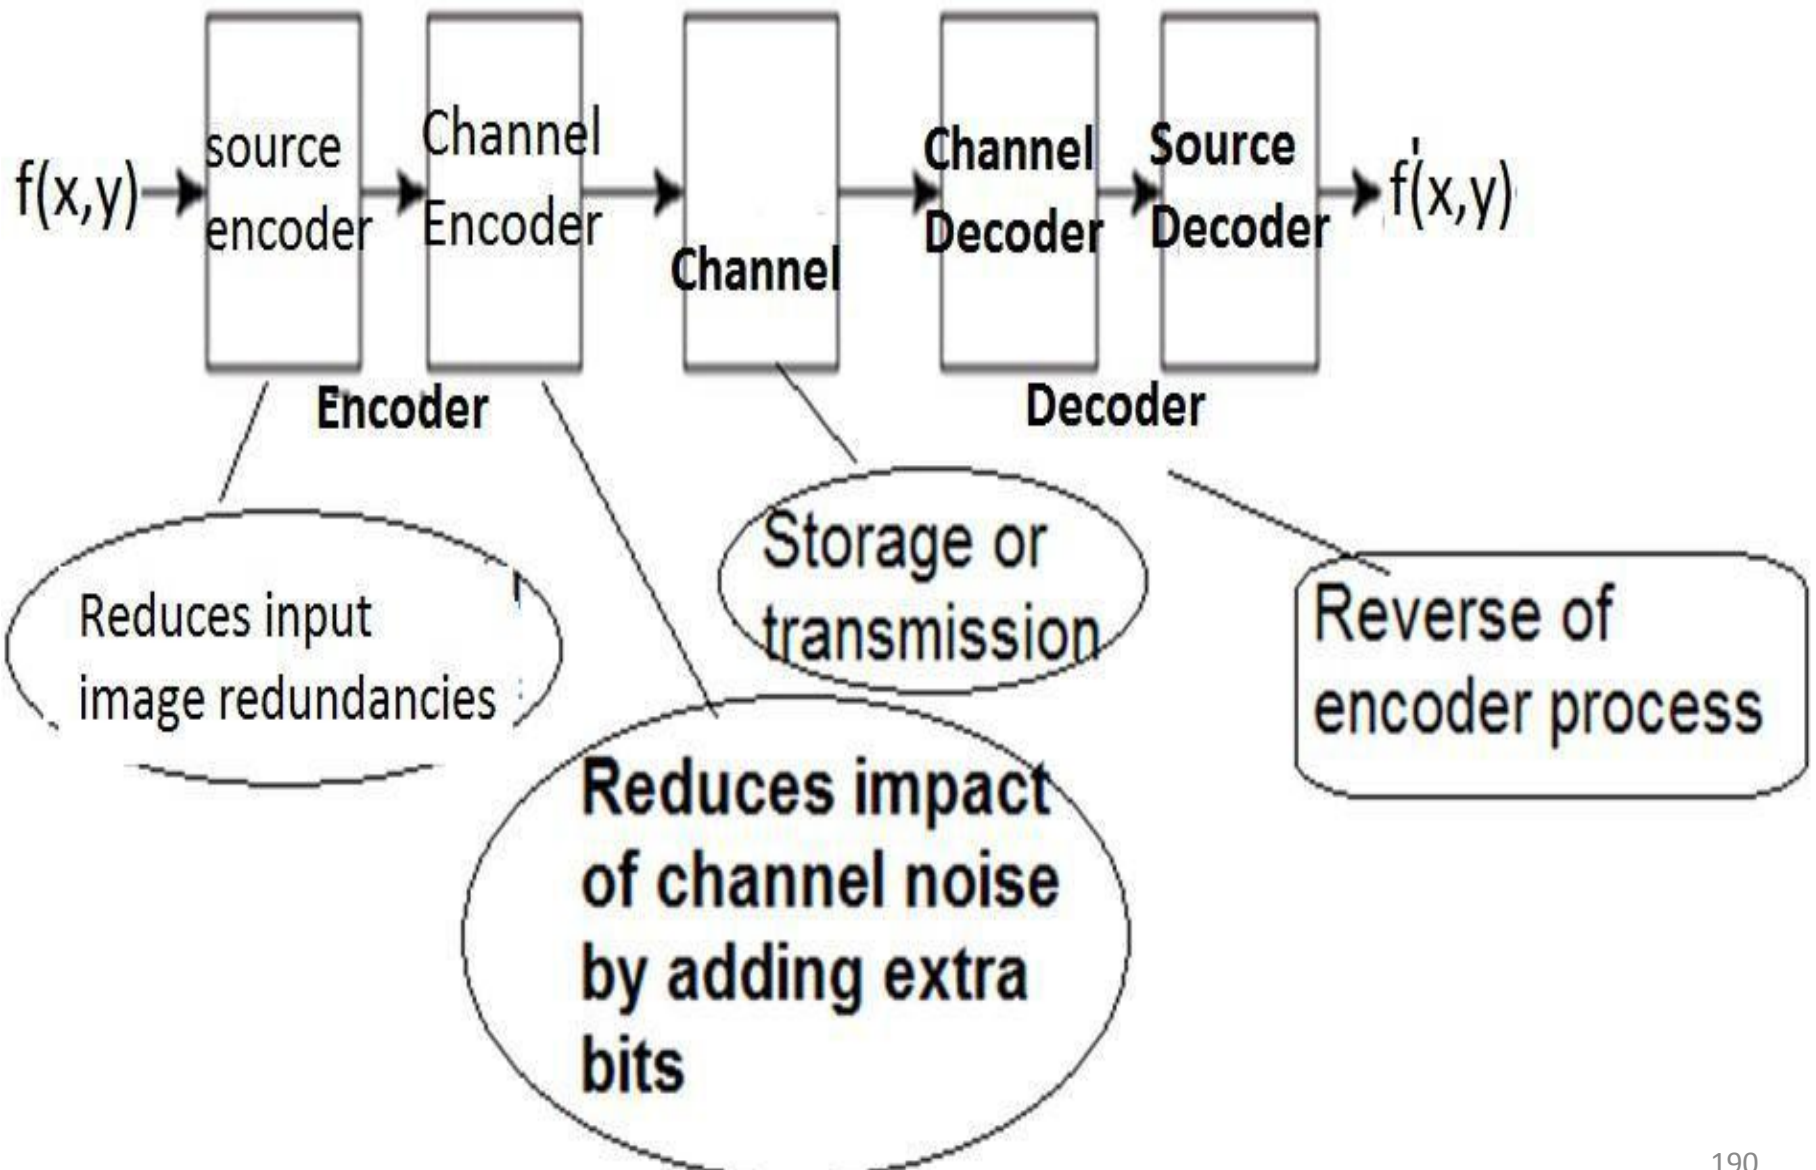 f(x,y)
source
encoder
Channel
Encoder
Channel
Channel
Decoder
Source
Decoder
f'(x,y)
Encoder
Decoder
Reduces input
image redundancies
Storage or
transmission
Reverse of
encoder process
Reduces impact
of channel noise
by adding extra
bits
190